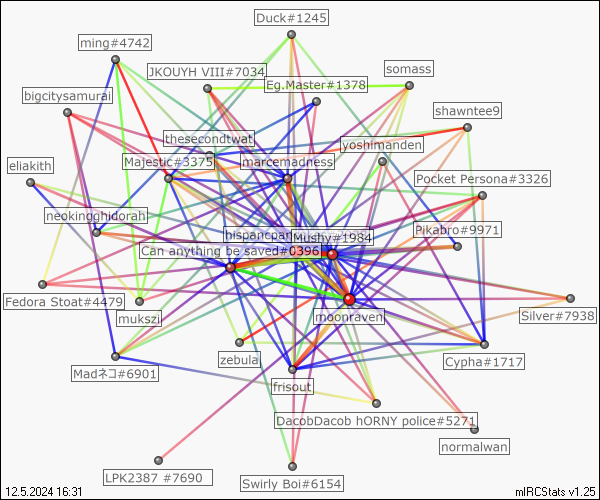 Duck#1245
ming#4742
JKOUYH VIII#7034
somass
Eg.Master#1378
bigcitysamurai
shawntee9
thesecondtwat
yoshimanden
eliakith
Majestic#3375
marcemadness
Pocket Persona#3326
neokingghidorah
Pikabro#9971
Mushy#1984
Can anything be saved#0396
Fedora Stoat#4479
mukszi
moonraven
Silver#7938
zebula
Cypha#1717
Madネコ#6901
frisout
DacobDacob hORNY police#5271
normalwan
LPK2387 #7690
Swirly Boi#6154
12.5.2024 16:31
mIRCStats v1.25